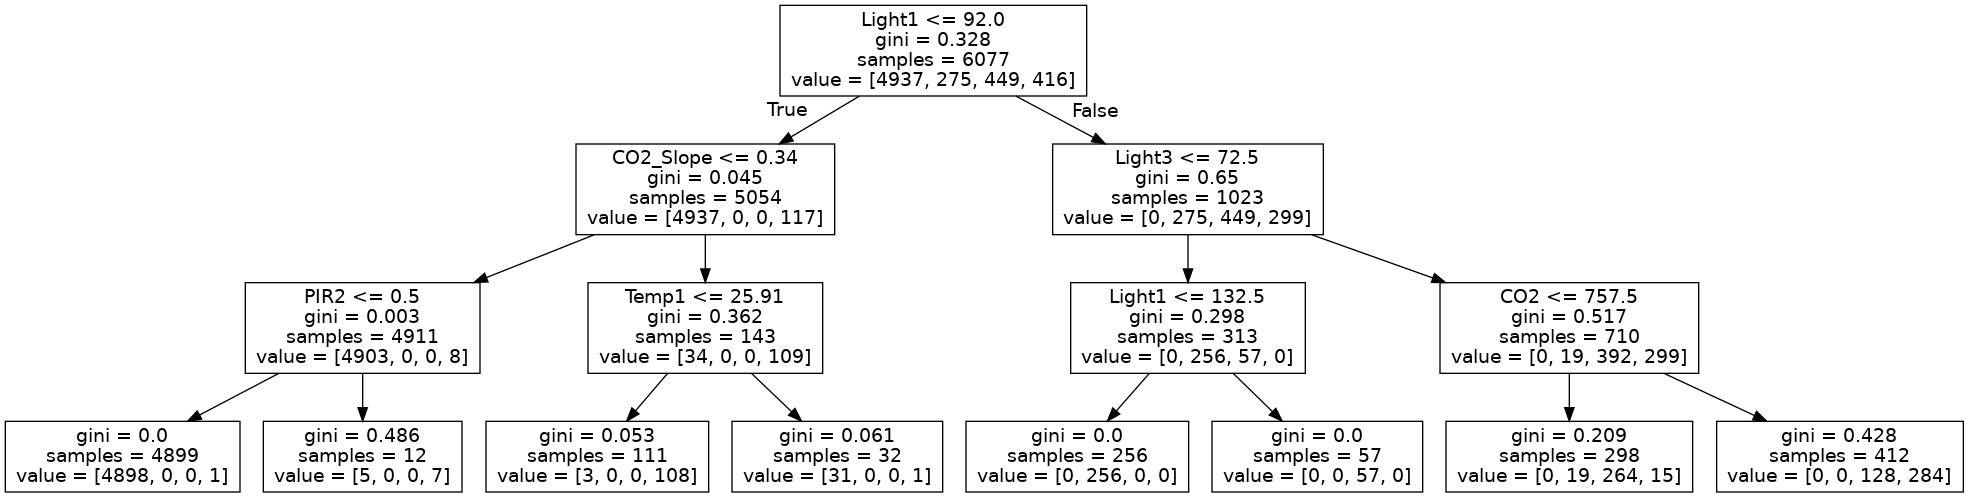 Light1 <= 92.0
gini = 0.328
samples = 6077
value = [4937, 275, 449, 416]
True
False
CO2_Slope <= 0.34
gini = 0.045
samples = 5054
value = [4937, 0, 0, 117]
Light3 <= 72.5
gini = 0.65
samples = 1023
value = [0, 275, 449, 299]
PIR2 <= 0.5
gini = 0.003
samples = 4911
value = [4903, 0, 0, 8]
Temp1 <= 25.91
gini = 0.362
samples = 143
value = [34, 0, 0, 109]
Light1 <= 132.5
gini = 0.298
samples = 313
value = [0, 256, 57, 0]
CO2 <= 757.5
gini = 0.517
samples = 710
value = [0, 19, 392, 299]
gini = 0.0
samples = 4899
value = [4898, 0, 0, 1]
gini = 0.486
samples = 12
value = [5, 0, 0, 7]
gini = 0.053
samples = 111
value = [3, 0, 0, 108]
gini = 0.061
samples = 32
value = [31, 0, 0, 1]
gini = 0.0
samples = 256
value = [0, 256, 0, 0]
gini = 0.0
samples = 57
value = [0, 0, 57, 0]
gini = 0.209
samples = 298
value = [0, 19, 264, 15]
gini = 0.428
samples = 412
value = [0, 0, 128, 284]